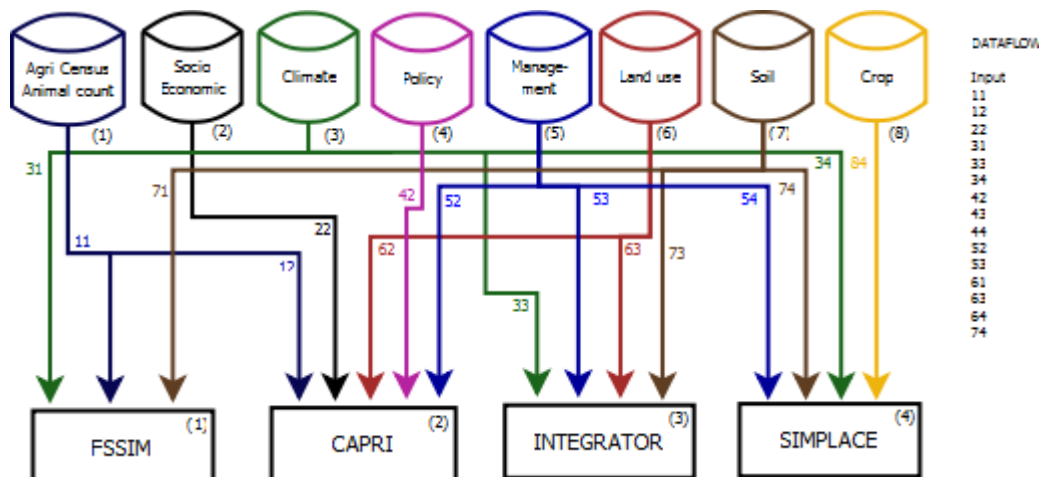 Agri Census
Animal count
Socio
Economic
Climate
Policy
Manage-
ment
Land use
Soil
Crop
(1)
(2)
(3)
(4)
(5)
(6)
(7)
(8)
31
71
42
52
53
54
74
34
84
11
12
22
62
63
73
33
FSSIM
(1)
CAPRI
(2)
INTEGRATOR
(3)
SIMPLACE
(4)
DATAFLOW
Input
11
12
22
31
33
34
42
43
44
52
53
61
63
64
74